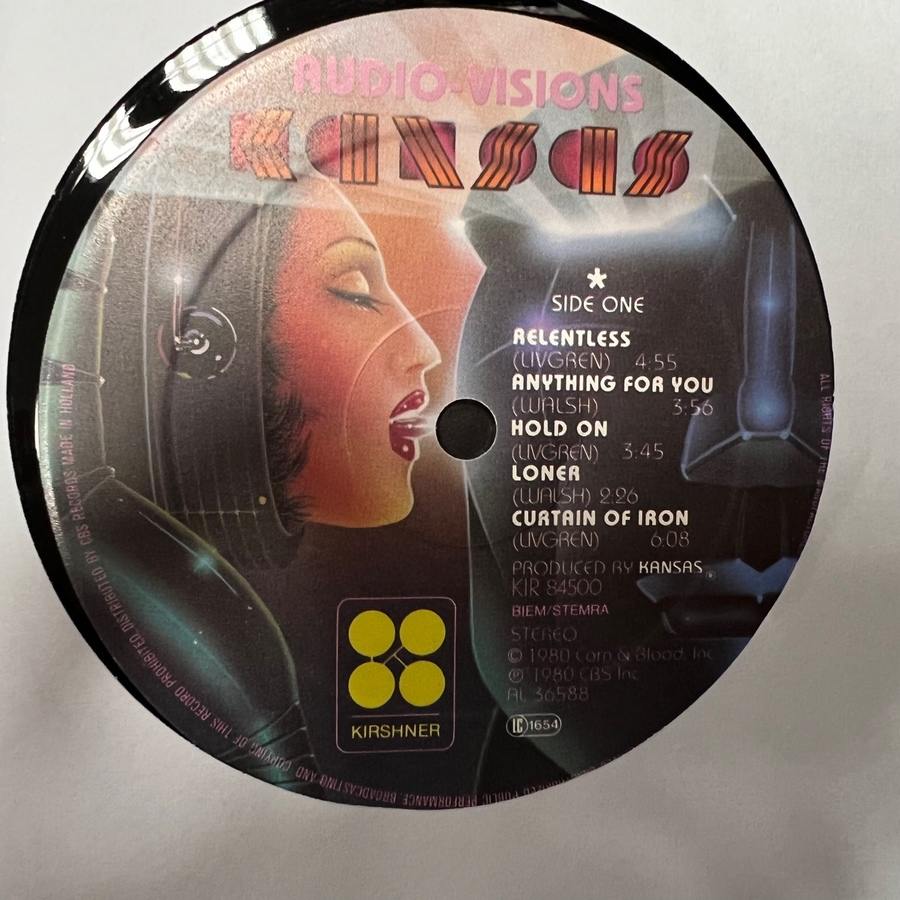 AUDIO-VISIONS
KANSAS
*
SIDE ONE
RELENTLESS
(LIVGREN) 4:55
ANYTHING FOR YOU
(WALSH) 3:56
HOLD ON
(LIVGREN) 3:45
LONER
(WALSH) 2:26
CURTAIN OF IRON
(LIVGREN) 6:08
PRODUCED BY KANSAS ®
KIR 84500
BIEM/STEMRA
STEREO
© 1980 Corn & Blood, Inc
℗ 1980 CBS Inc
AL 36588
LC 1654
KIRSHNER
ALL RIGHTS OF THE
PUBLIC PERFORMANCE, BROADCASTING AND COPYING OF THIS RECORD PROHIBITED DISTRIBUTED BY CBS RECORDS MADE IN HOLLAND